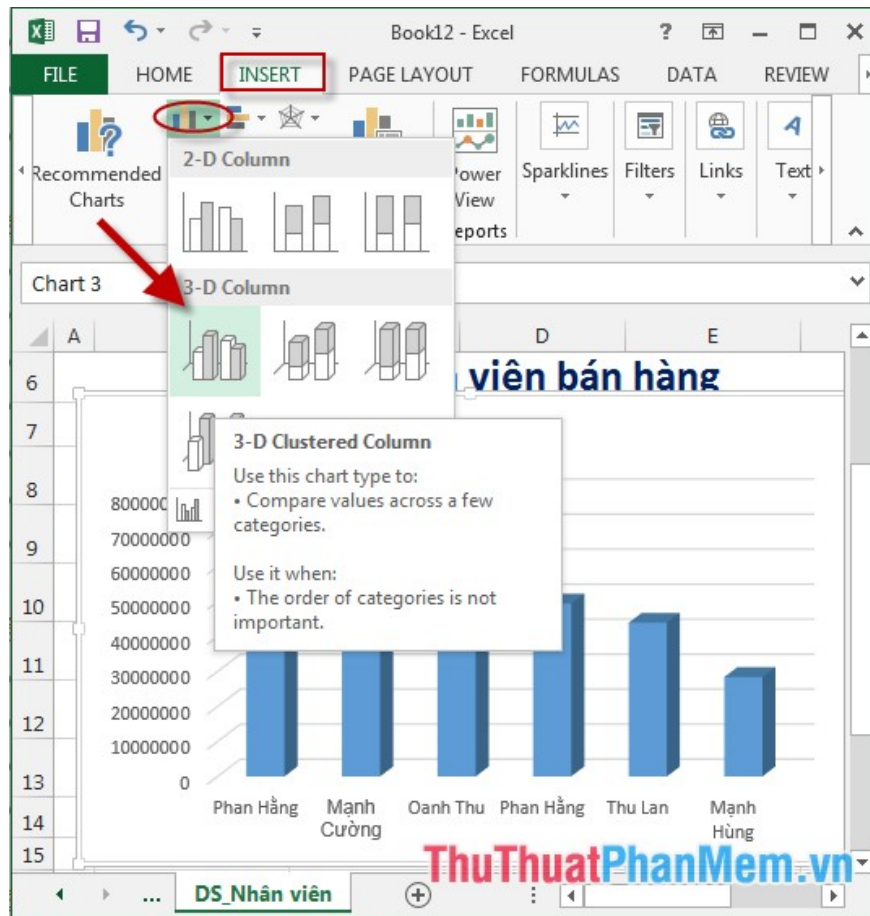 Book12 - Excel
FILE HOME INSERT PAGE LAYOUT FORMULAS DATA REVIEW
Recommended
Charts
Power
View
Sparklines
Filters
Links
Text
2-D Column
3-D Column
Chart 3
A D E
viên bán hàng
3-D Clustered Column
Use this chart type to:
• Compare values across a few
categories.
Use it when:
• The order of categories is not
important.
6
7
8
9
10
11
12
13
14
15
70000000
60000000
50000000
40000000
30000000
20000000
10000000
0
Phan Hằng
Mạnh
Cường
Oanh Thu
Phan Hằng
Thu Lan
Mạnh
Hùng
ThuThuatPhanMem.vn
... DS_Nhân viên